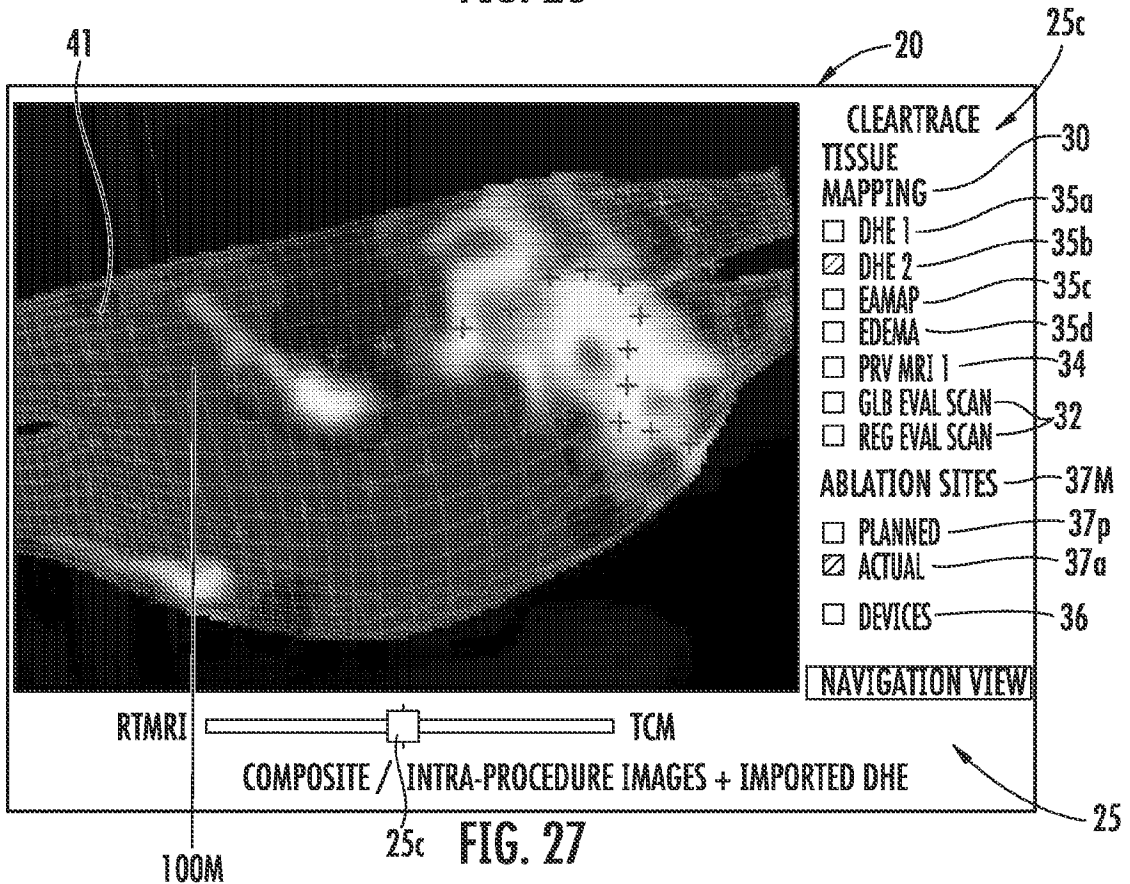 41
20
25c
CLEARTRACE
TISSUE
MAPPING
30
DHE 1
35a
DHE 2
35b
EAMAP
35c
EDEMA
35d
PRV MRI 1
34
GLB EVAL SCAN
REG EVAL SCAN
32
ABLATION SITES
37M
PLANNED
37p
ACTUAL
37a
DEVICES
36
NAVIGATION VIEW
RTMRI
TCM
COMPOSITE / INTRA-PROCEDURE IMAGES + IMPORTED DHE
25
25c
FIG. 27
100M